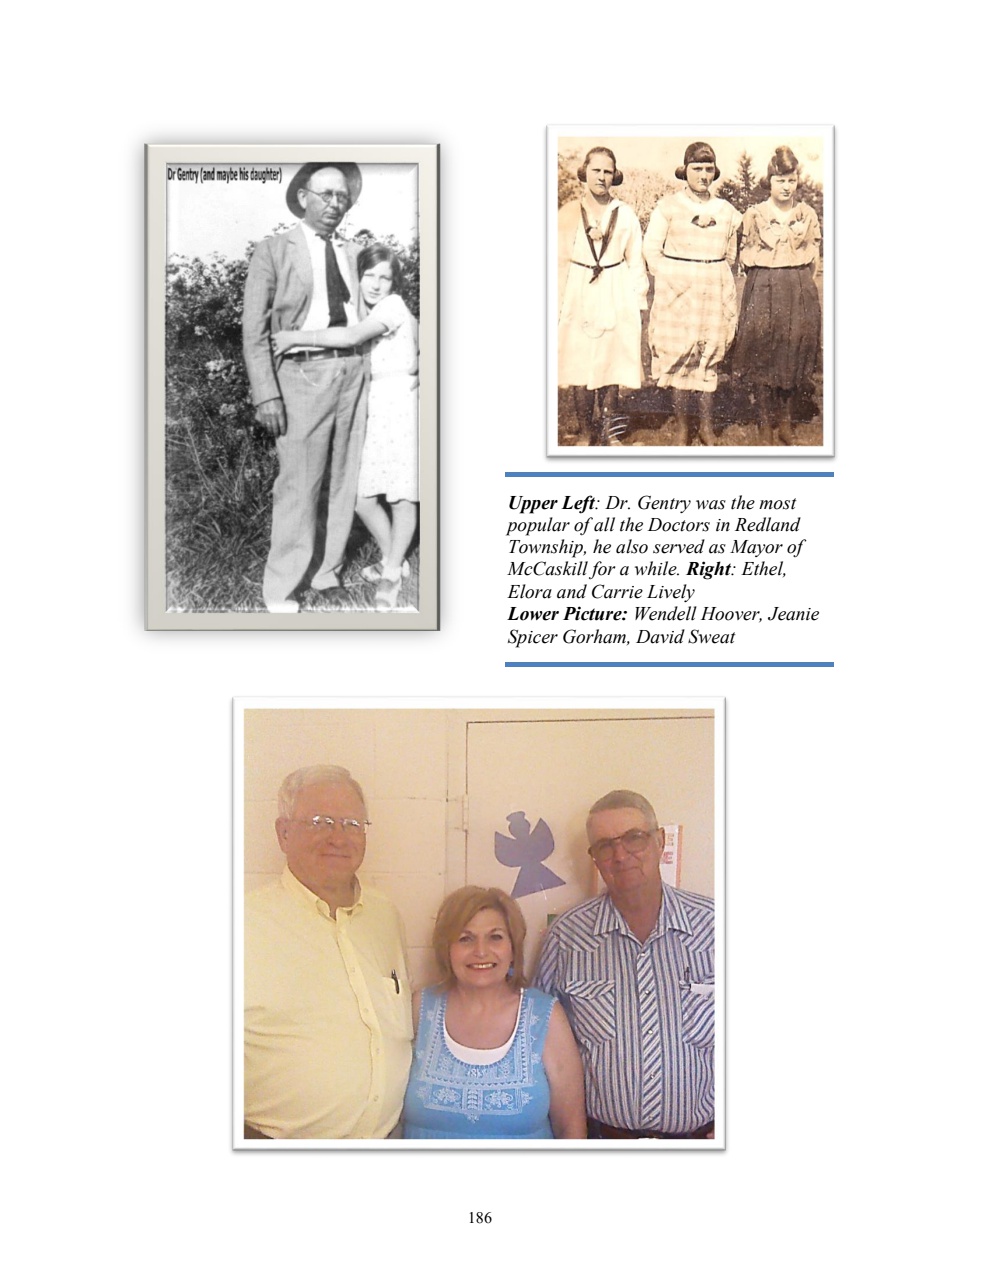 Dr Gentry (and maybe his daughter)
Upper Left: Dr. Gentry was the most
popular of all the Doctors in Redland
Township, he also served as Mayor of
McCaskill for a while. Right: Ethel,
Elora and Carrie Lively
Lower Picture: Wendell Hoover, Jeanie
Spicer Gorham, David Sweat
186